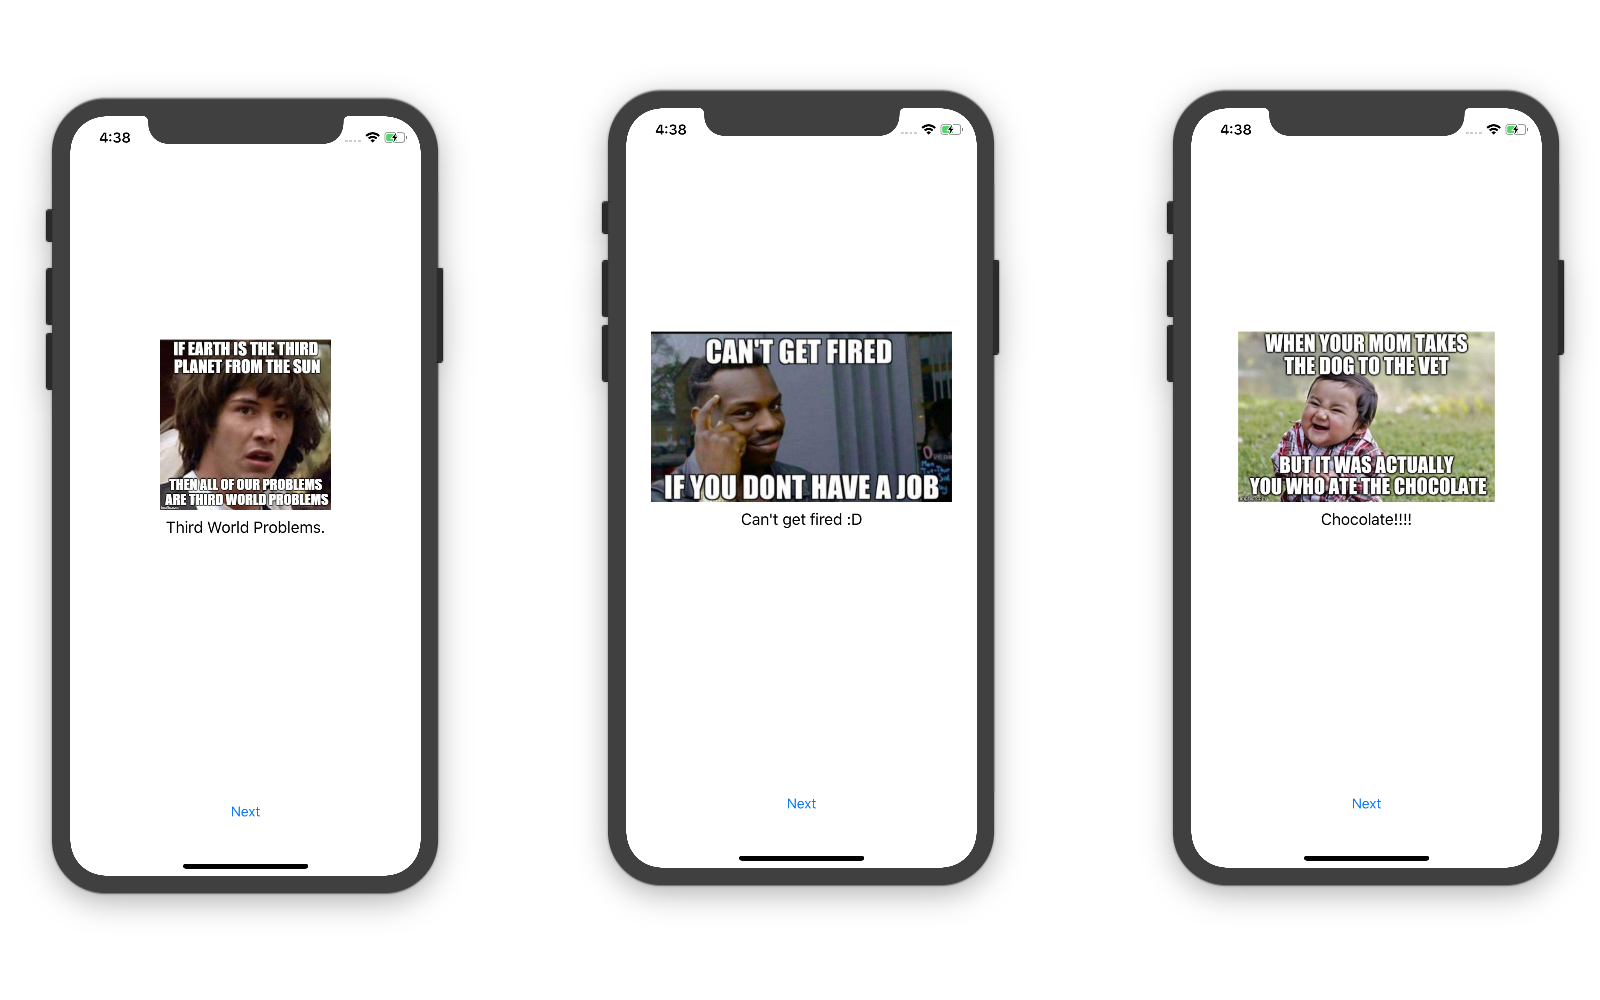 4:38
IF EARTH IS THE THIRD
PLANET FROM THE SUN
THEN ALL OF OUR PROBLEMS
ARE THIRD WORLD PROBLEMS
Third World Problems.
Next
4:38
CAN'T GET FIRED
IF YOU DONT HAVE A JOB
Can't get fired :D
Next
4:38
WHEN YOUR MOM TAKES
THE DOG TO THE VET
BUT IT WAS ACTUALLY
YOU WHO ATE THE CHOCOLATE
Chocolate!!!!
Next